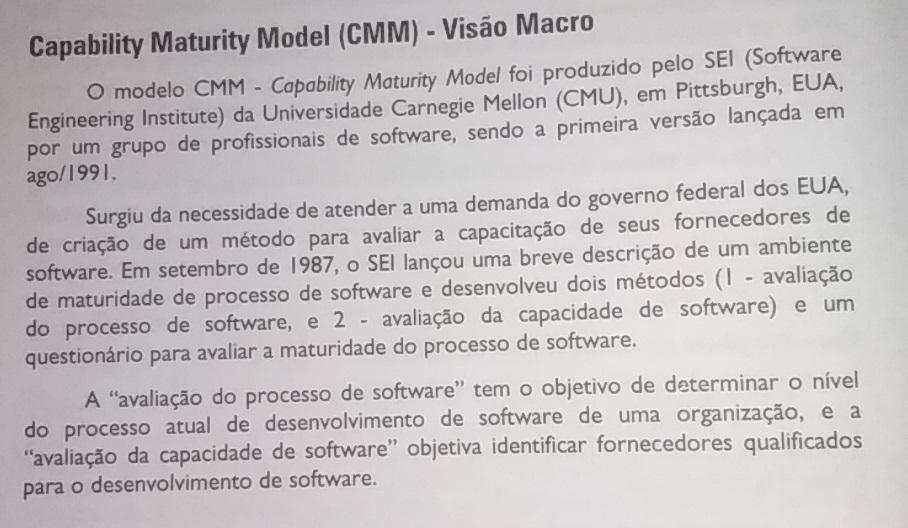 Capability Maturity Model (CMM) - Visão Macro
O modelo CMM - Capability Maturity Model foi produzido pelo SEI (Software
Engineering Institute) da Universidade Carnegie Mellon (CMU), em Pittsburgh, EUA,
por um grupo de profissionais de software, sendo a primeira versão lançada em
ago/1991.
Surgiu da necessidade de atender a uma demanda do governo federal dos EUA,
de criação de um método para avaliar a capacitação de seus fornecedores de
software. Em setembro de 1987, o SEI lançou uma breve descrição de um ambiente
de maturidade de processo de software e desenvolveu dois métodos (1 - avaliação
do processo de software, e 2 - avaliação da capacidade de software) e um
questionário para avaliar a maturidade do processo de software.
A “avaliação do processo de software” tem o objetivo de determinar o nível
do processo atual de desenvolvimento de software de uma organização, e a
“avaliação da capacidade de software” objetiva identificar fornecedores qualificados
para o desenvolvimento de software.